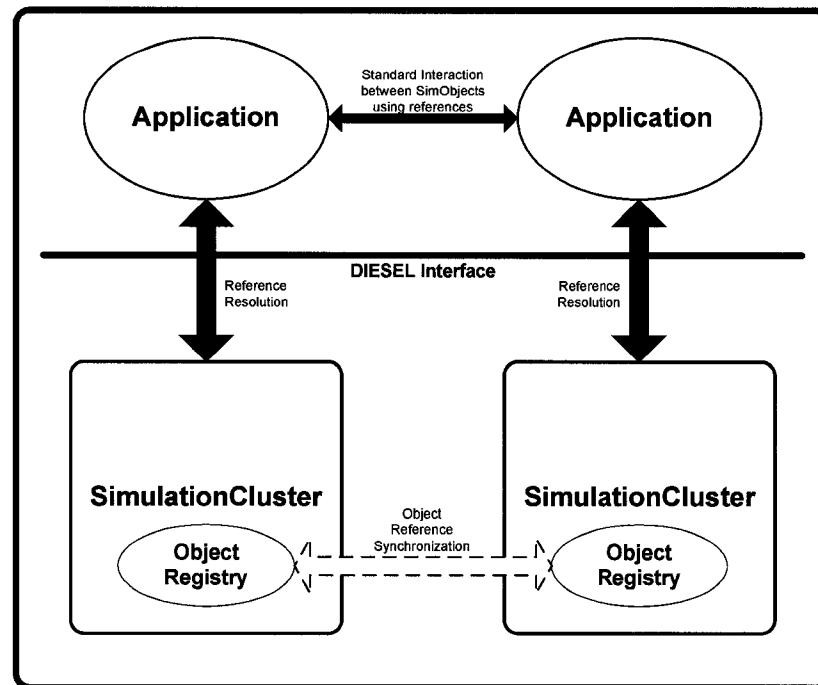 Standard Interaction
between SimObjects
using references
Application
Application
DIESEL Interface
Reference
Resolution
Reference
Resolution
SimulationCluster
SimulationCluster
Object
Reference
Synchronization
Object
Registry
Object
Registry